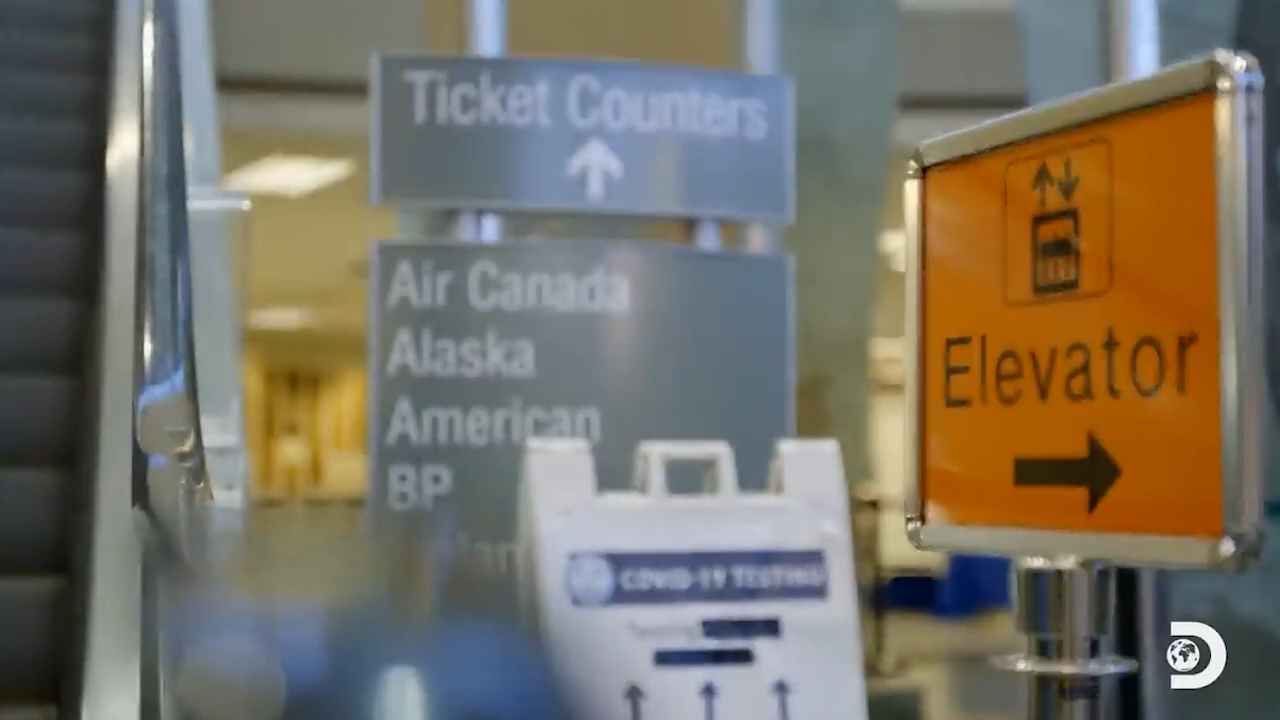 Ticket Counters
Air Canada
Alaska
American
BP
COVID-19 TESTING
Elevator